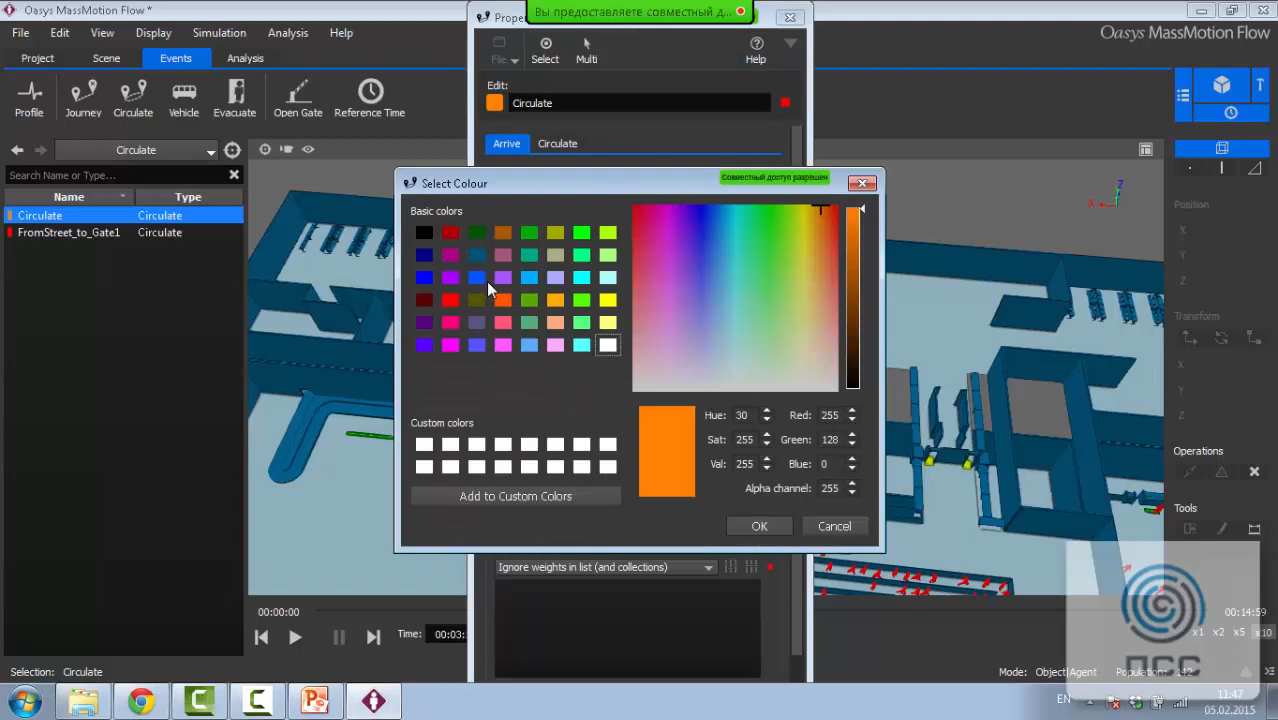 Oasys MassMotion Flow *
File Edit View Display Simulation Analysis Help
Project Scene Events Analysis
Profile Journey Circulate Vehicle Evacuate Open Gate Reference Time
Circulate
Search Name or Type...
Name Type
Circulate Circulate
FromStreet_to_Gate1 Circulate
Вы предоставляете совместный д...
File Select Multi Help
Edit:
Circulate
Arrive Circulate
Select Colour
Совместный доступ разрешен
Basic colors
Custom colors
Add to Custom Colors
Hue: 30 Red: 255
Sat: 255 Green: 128
Val: 255 Blue: 0
Alpha channel: 255
OK Cancel
Ignore weights in list (and collections)
Oasys MassMotion Flow
Position
X
Y
Z
Transform
X
Y
Z
Operations
Tools
00:00:00
00:14:59
Time:
x1 x2 x5 x10
Selection: Circulate
Mode:
ПСС
EN
11:47
05.02.2015